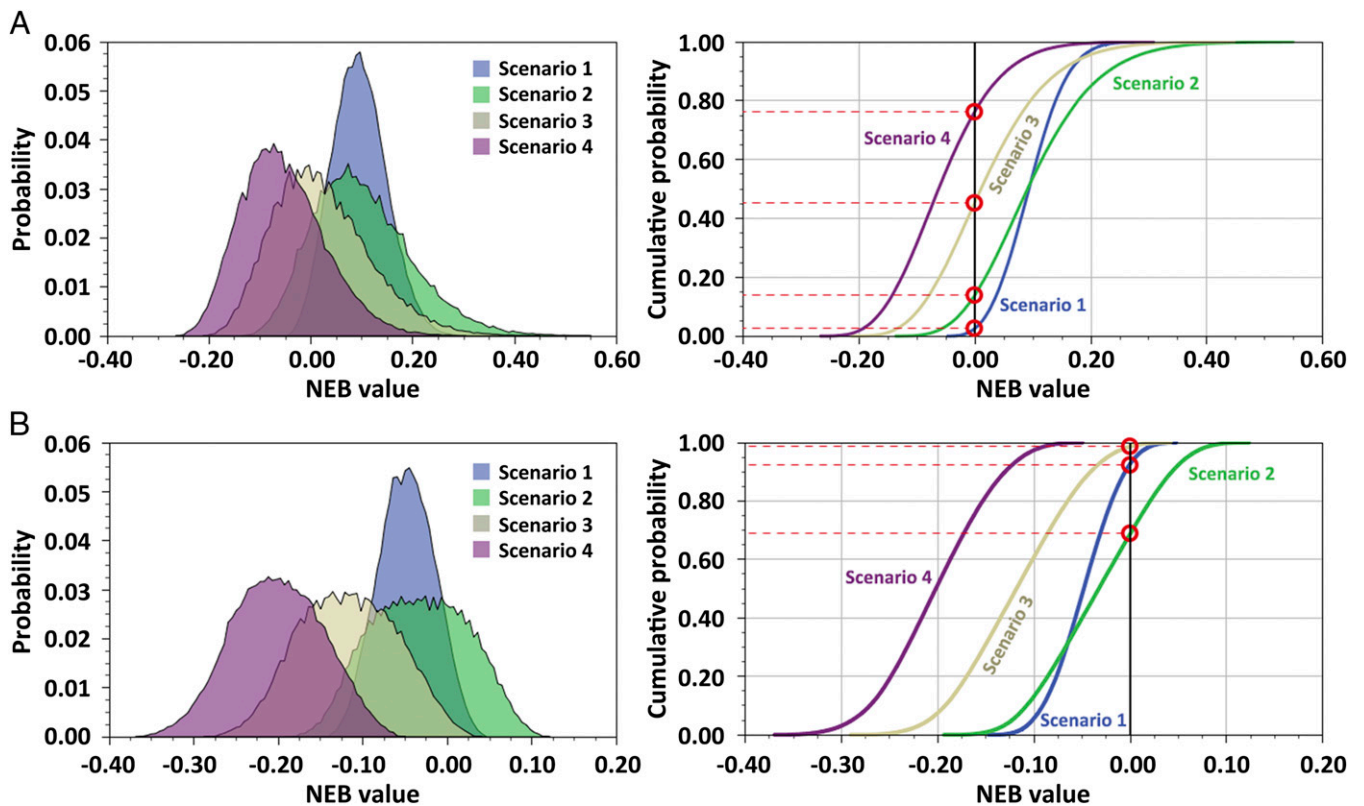 A
0.06
0.05
0.04
0.03
0.02
0.01
0.00
Probability
-0.40 -0.20 0.00 0.20 0.40 0.60
NEB value
Scenario 1
Scenario 2
Scenario 3
Scenario 4
1.00
0.80
0.60
0.40
0.20
0.00
Cumulative probability
-0.40 -0.20 0.00 0.20 0.40 0.60
NEB value
Scenario 4
Scenario 3
Scenario 2
Scenario 1
B
0.06
0.05
0.04
0.03
0.02
0.01
0.00
Probability
-0.40 -0.30 -0.20 -0.10 0.00 0.10 0.20
NEB value
Scenario 1
Scenario 2
Scenario 3
Scenario 4
1.00
0.80
0.60
0.40
0.20
0.00
Cumulative probability
-0.40 -0.30 -0.20 -0.10 0.00 0.10 0.20
NEB value
Scenario 4
Scenario 3
Scenario 2
Scenario 1